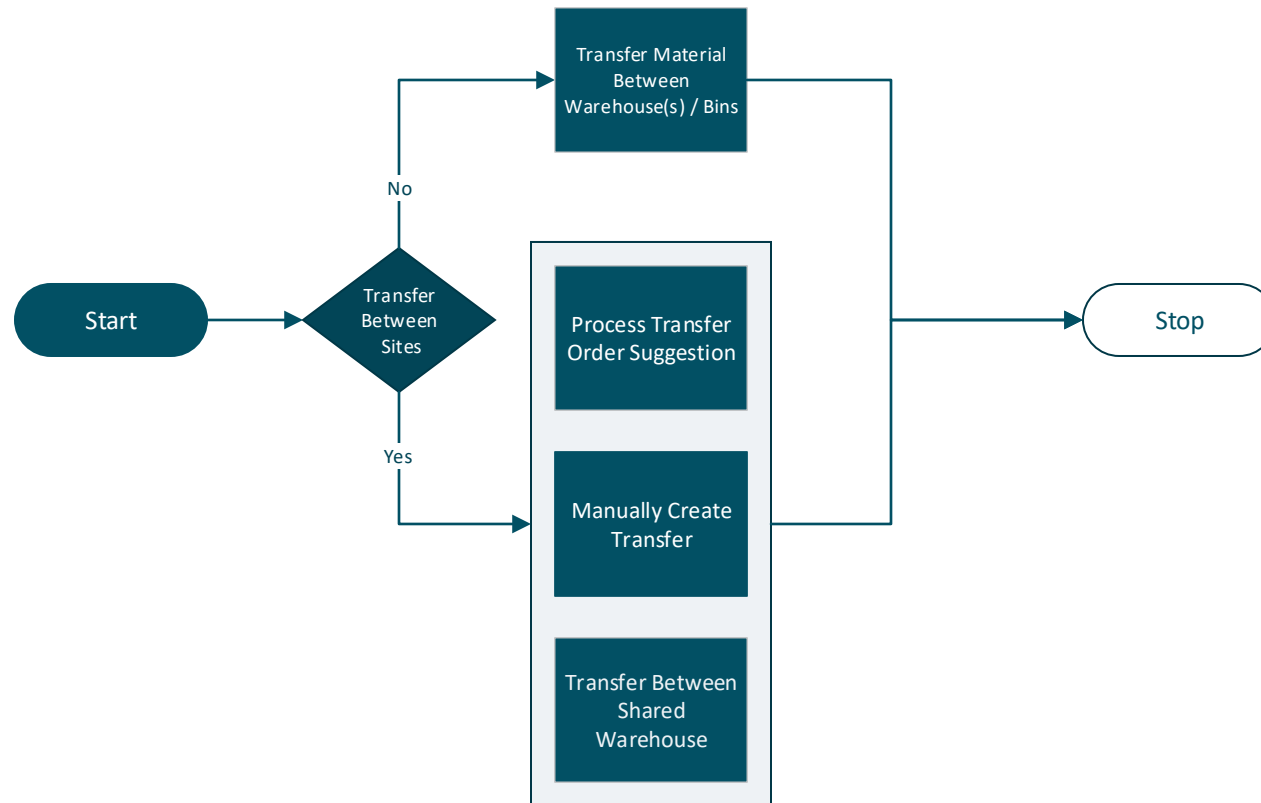 Transfer Material
Between
Warehouse(s) / Bins
No
Start
Transfer
Between
Sites
Process Transfer
Order Suggestion
Stop
Yes
Manually Create
Transfer
Transfer Between
Shared
Warehouse